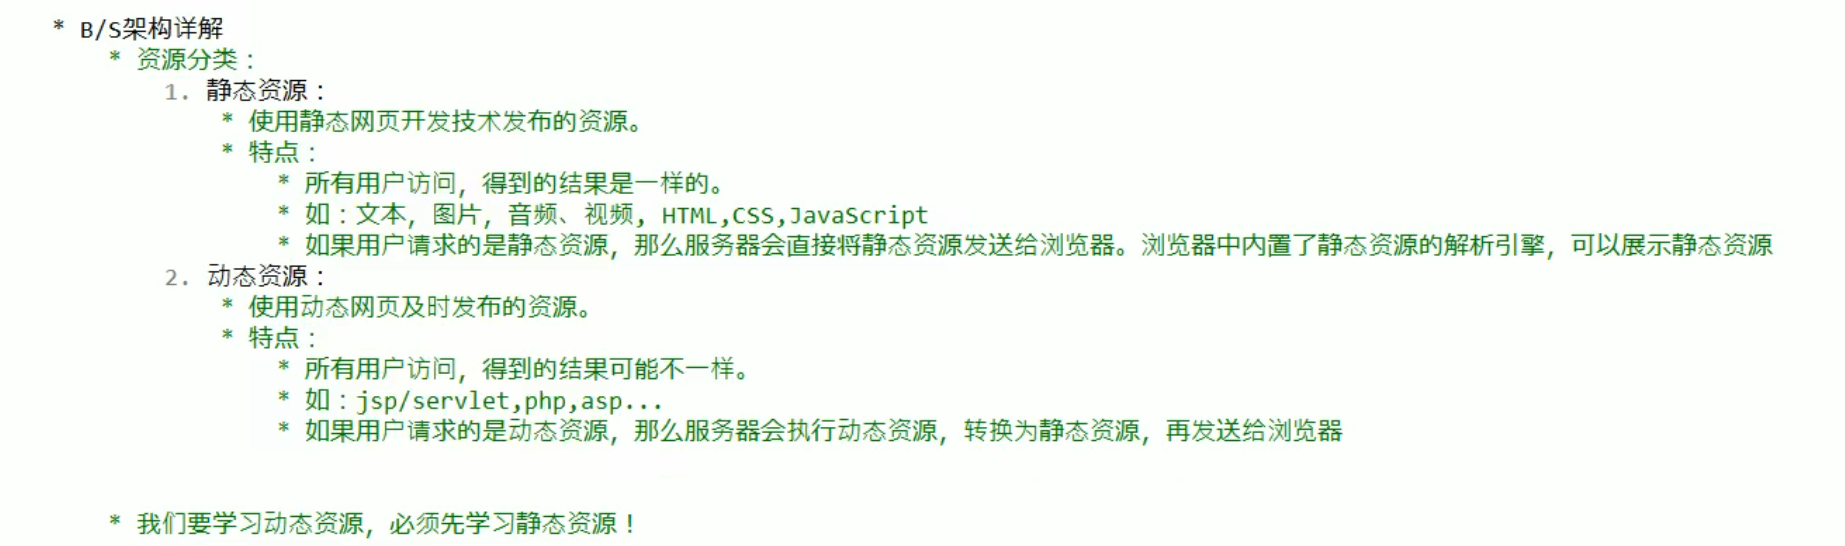 * B/S架构详解
* 资源分类：
1. 静态资源：
* 使用静态网页开发技术发布的资源。
* 特点：
* 所有用户访问，得到的结果是一样的。
* 如：文本，图片，音频、视频, HTML,CSS,JavaScript
* 如果用户请求的是静态资源，那么服务器会直接将静态资源发送给浏览器。浏览器中内置了静态资源的解析引擎，可以展示静态资源
2. 动态资源：
* 使用动态网页及时发布的资源。
* 特点：
* 所有用户访问，得到的结果可能不一样。
* 如：jsp/servlet,php,asp...
* 如果用户请求的是动态资源，那么服务器会执行动态资源，转换为静态资源，再发送给浏览器
* 我们要学习动态资源，必须先学习静态资源！